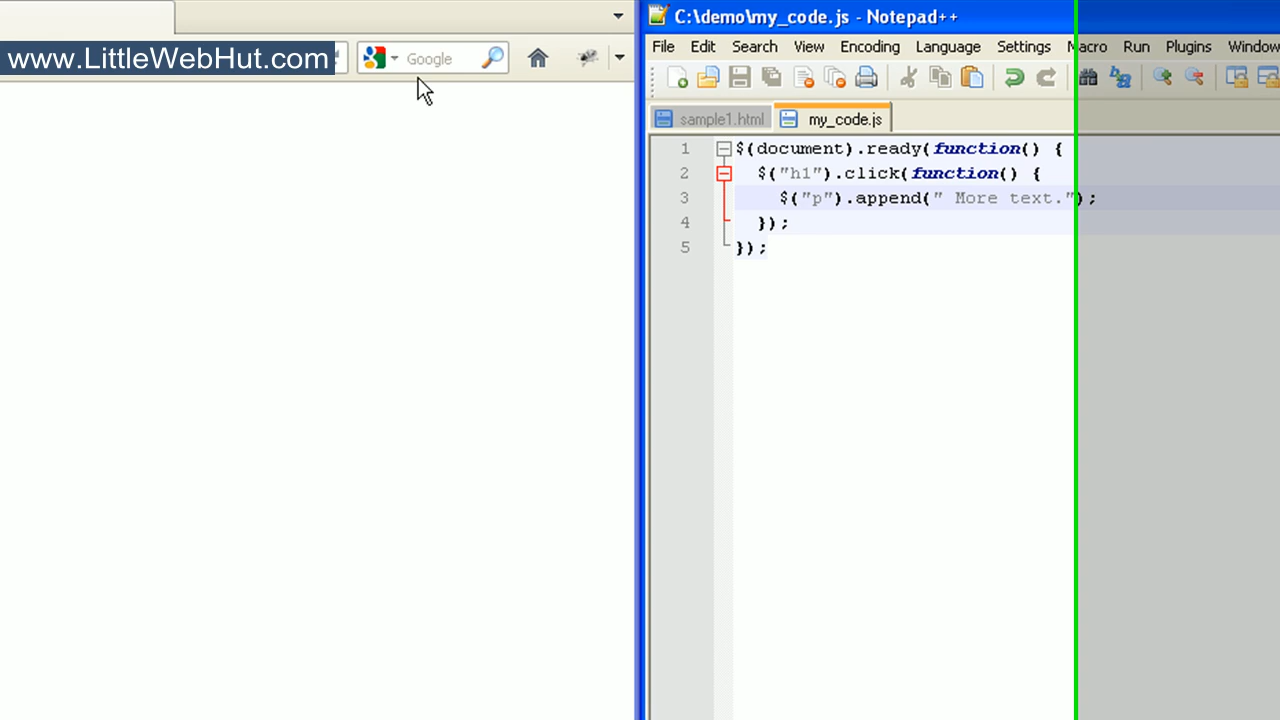 www.LittleWebHut.com
Google
C:\demo\my_code.js - Notepad++
File Edit Search View Encoding Language Settings Macro Run Plugins Window
sample1.html my_code.js
1 $(document).ready(function() {
2 $("h1").click(function() {
3 $("p").append(" More text.");
4 });
5 });